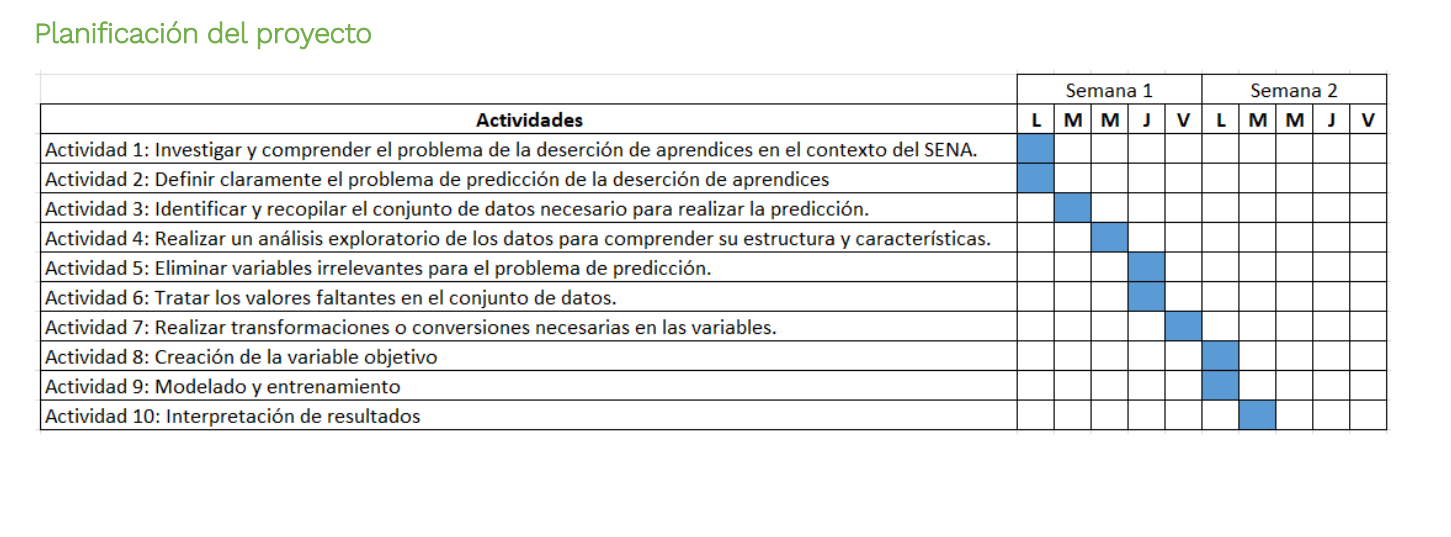 Planificación del proyecto
Semana 1 Semana 2
Actividades L M M J V L M M J V
Actividad 1: Investigar y comprender el problema de la deserción de aprendices en el contexto del SENA.
Actividad 2: Definir claramente el problema de predicción de la deserción de aprendices
Actividad 3: Identificar y recopilar el conjunto de datos necesario para realizar la predicción.
Actividad 4: Realizar un análisis exploratorio de los datos para comprender su estructura y características.
Actividad 5: Eliminar variables irrelevantes para el problema de predicción.
Actividad 6: Tratar los valores faltantes en el conjunto de datos.
Actividad 7: Realizar transformaciones o conversiones necesarias en las variables.
Actividad 8: Creación de la variable objetivo
Actividad 9: Modelado y entrenamiento
Actividad 10: Interpretación de resultados